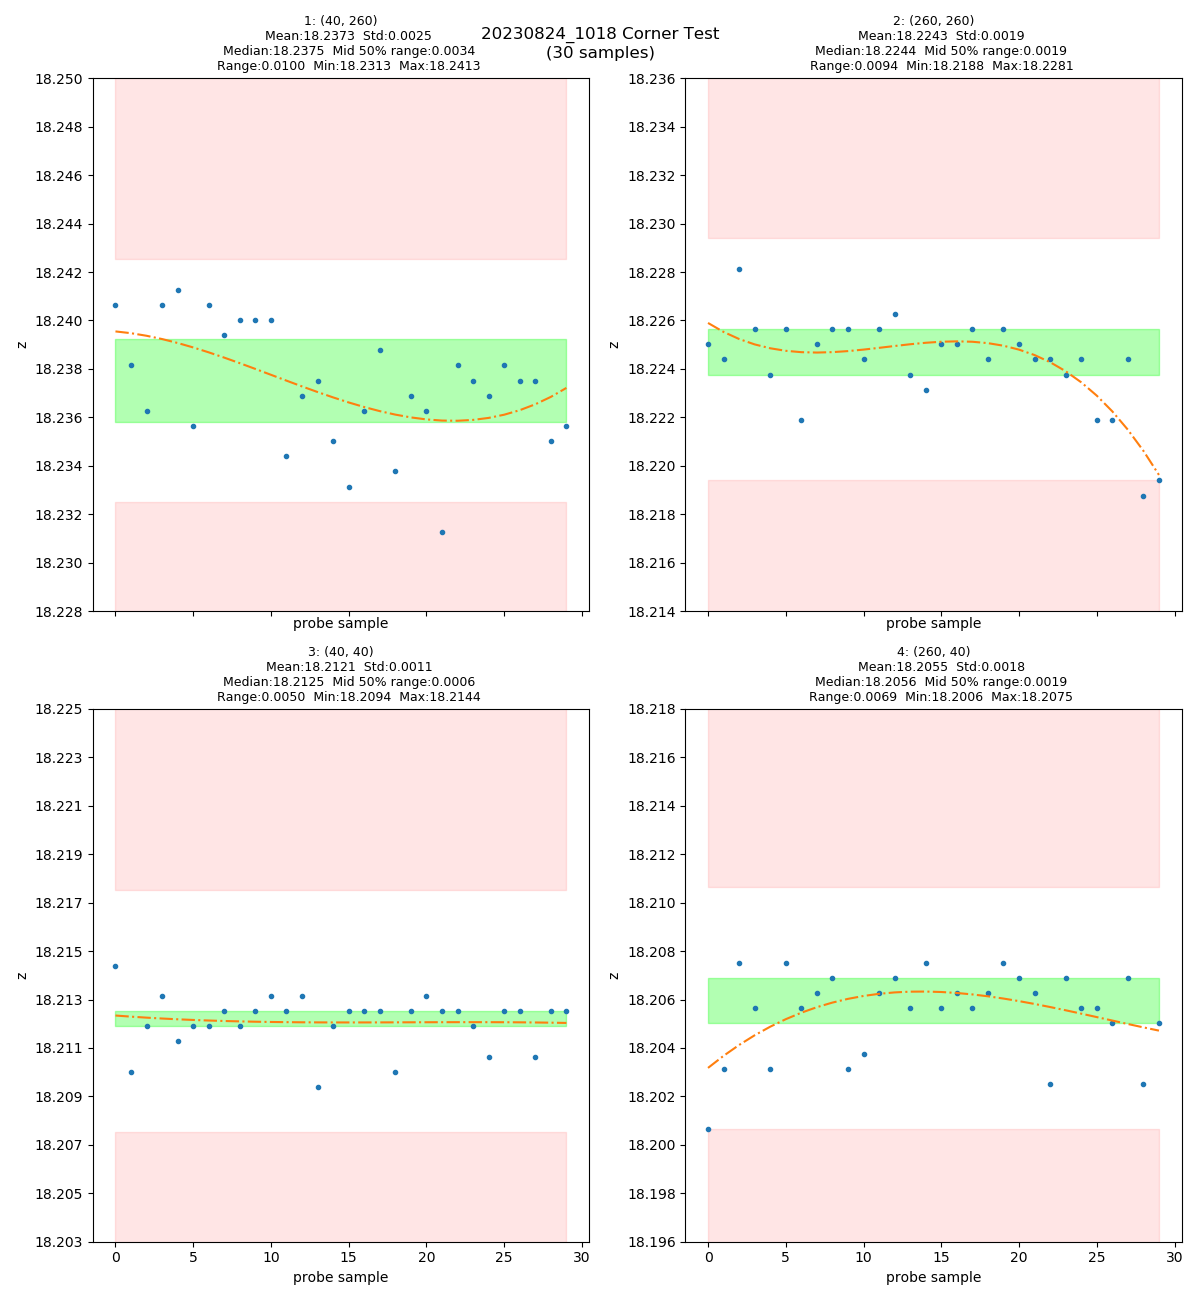 20230824_1018 Corner Test
(30 samples)
1: (40, 260)
Mean:18.2373  Std:0.0025
Median:18.2375  Mid 50% range:0.0034
Range:0.0100  Min:18.2313  Max:18.2413
18.250
18.248
18.246
18.244
18.242
18.240
18.238
18.236
18.234
18.232
18.230
18.228
z
probe sample
2: (260, 260)
Mean:18.2243  Std:0.0019
Median:18.2244  Mid 50% range:0.0019
Range:0.0094  Min:18.2188  Max:18.2281
18.236
18.234
18.232
18.230
18.228
18.226
18.224
18.222
18.220
18.218
18.216
18.214
z
probe sample
3: (40, 40)
Mean:18.2121  Std:0.0011
Median:18.2125  Mid 50% range:0.0006
Range:0.0050  Min:18.2094  Max:18.2144
18.225
18.223
18.221
18.219
18.217
18.215
18.213
18.211
18.209
18.207
18.205
18.203
z
0 5 10 15 20 25 30
probe sample
4: (260, 40)
Mean:18.2055  Std:0.0018
Median:18.2056  Mid 50% range:0.0019
Range:0.0069  Min:18.2006  Max:18.2075
18.218
18.216
18.214
18.212
18.210
18.208
18.206
18.204
18.202
18.200
18.198
18.196
z
0 5 10 15 20 25 30
probe sample